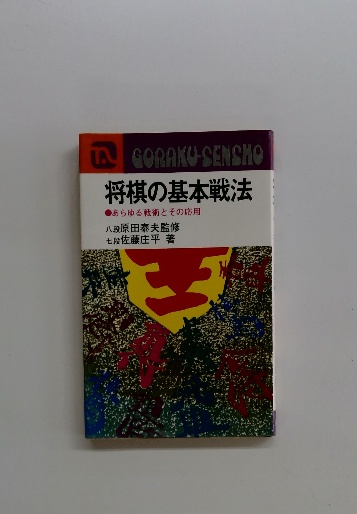 GORAKU-SENSHO
将棋の基本戦法
●あらゆる戦術とその応用
八段原田泰夫監修
七段佐藤庄平 著